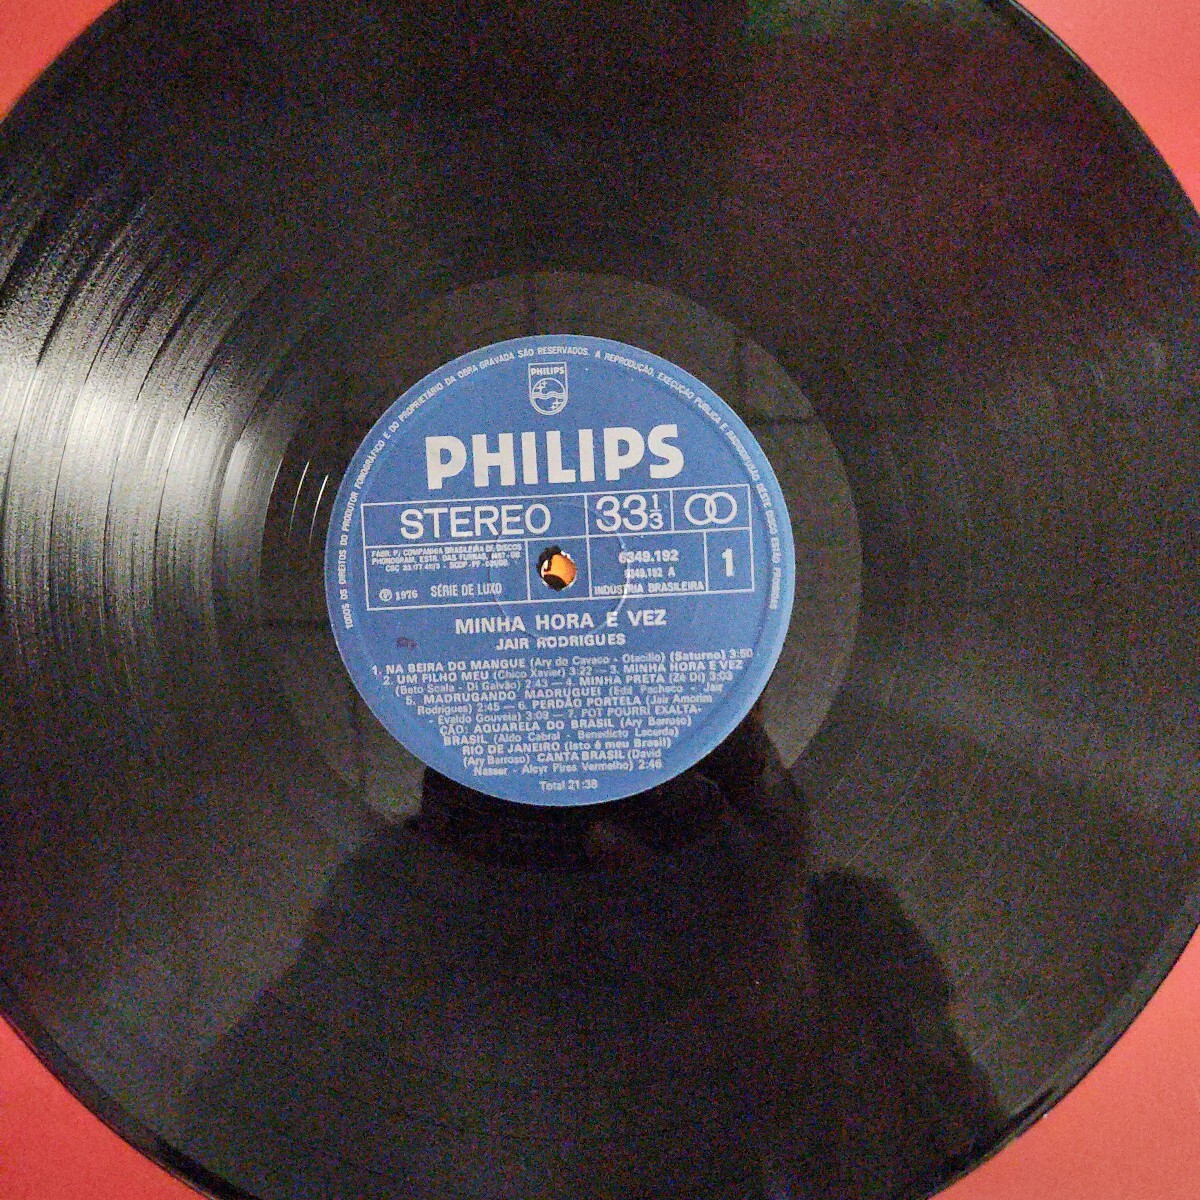 TODOS OS DIREITOS DO PRODUTOR FONOGRÁFICO E DO PROPRIETÁRIO DA OBRA GRAVADA SÃO RESERVADOS. A REPRODUÇÃO, EXECUÇÃO PÚBLICA E RADIODIFUSÃO DESTE DISCO ESTÃO PROIBIDAS
PHILIPS
PHILIPS
STEREO 33 1/3
FABR. P/ COMPANHIA BRASILEIRA DE DISCOS
PHONOGRAM, ESTR. DAS FURNAS,
6349.192
6349.192 A
1
Ⓟ 1976 SÉRIE DE LUXO
INDÚSTRIA BRASILEIRA
MINHA HORA E VEZ
JAIR RODRIGUES
1. NA BEIRA DO MANGUE (Ary do Cavaco - Otacílio) (Saturno) 3:50
2. UM FILHO MEU (Chico Xavier) 3:22 — 3. MINHA HORA E VEZ
(Beto Scala - Di Galvão) 2:43 — 4. MINHA PRETA (Zé Di) 3:03
5. MADRUGANDO MADRUGUEI (Edil Pacheco - Jair
Rodrigues) 2:45 — 6. PERDÃO PORTELA (Jair Amorim
Evaldo Gouveia) 3:09 — 7. POT POURRI EXALTA-
ÇÃO: AQUARELA DO BRASIL (Ary Barroso)
BRASIL (Aldo Cabral - Benedicto Lacerda)
RIO DE JANEIRO (Isto é meu Brasil)
(Ary Barroso) CANTA BRASIL (David
Nasser - Alcyr Pires Vermelho) 2:46
Total 21:38